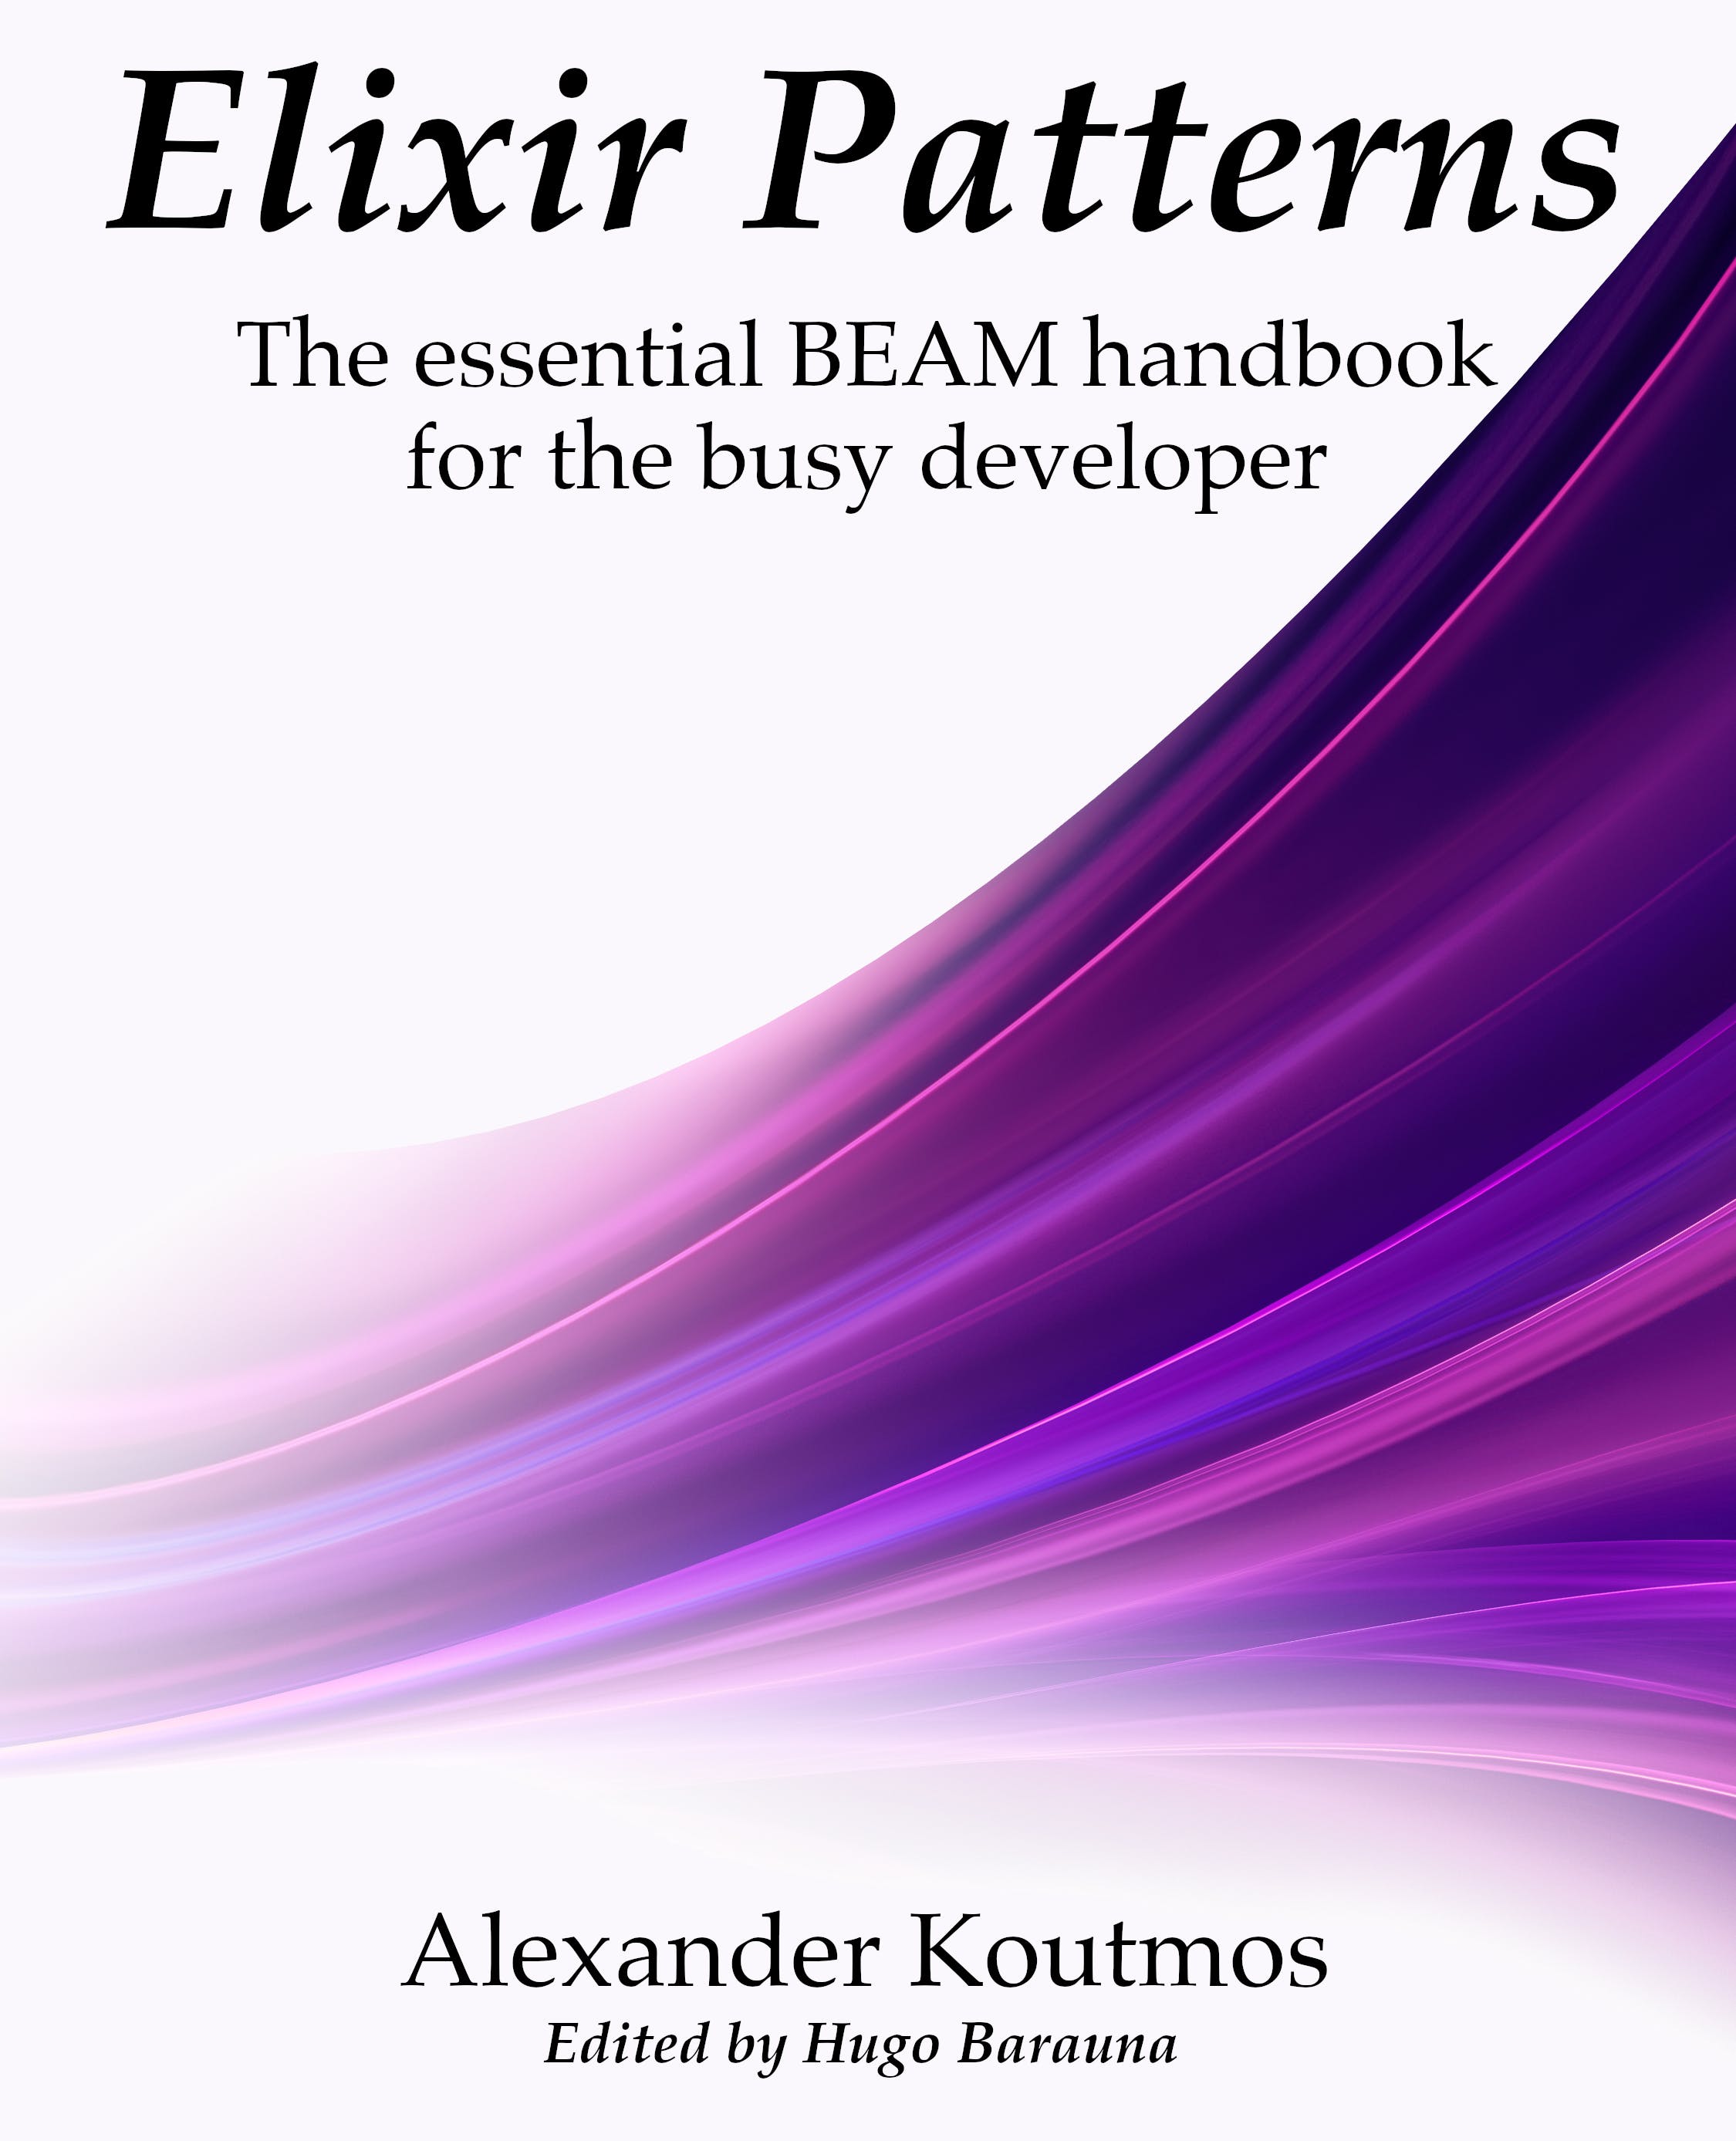 Elixir Patterns
The essential BEAM handbook
for the busy developer
Alexander Koutmos
Edited by Hugo Barauna